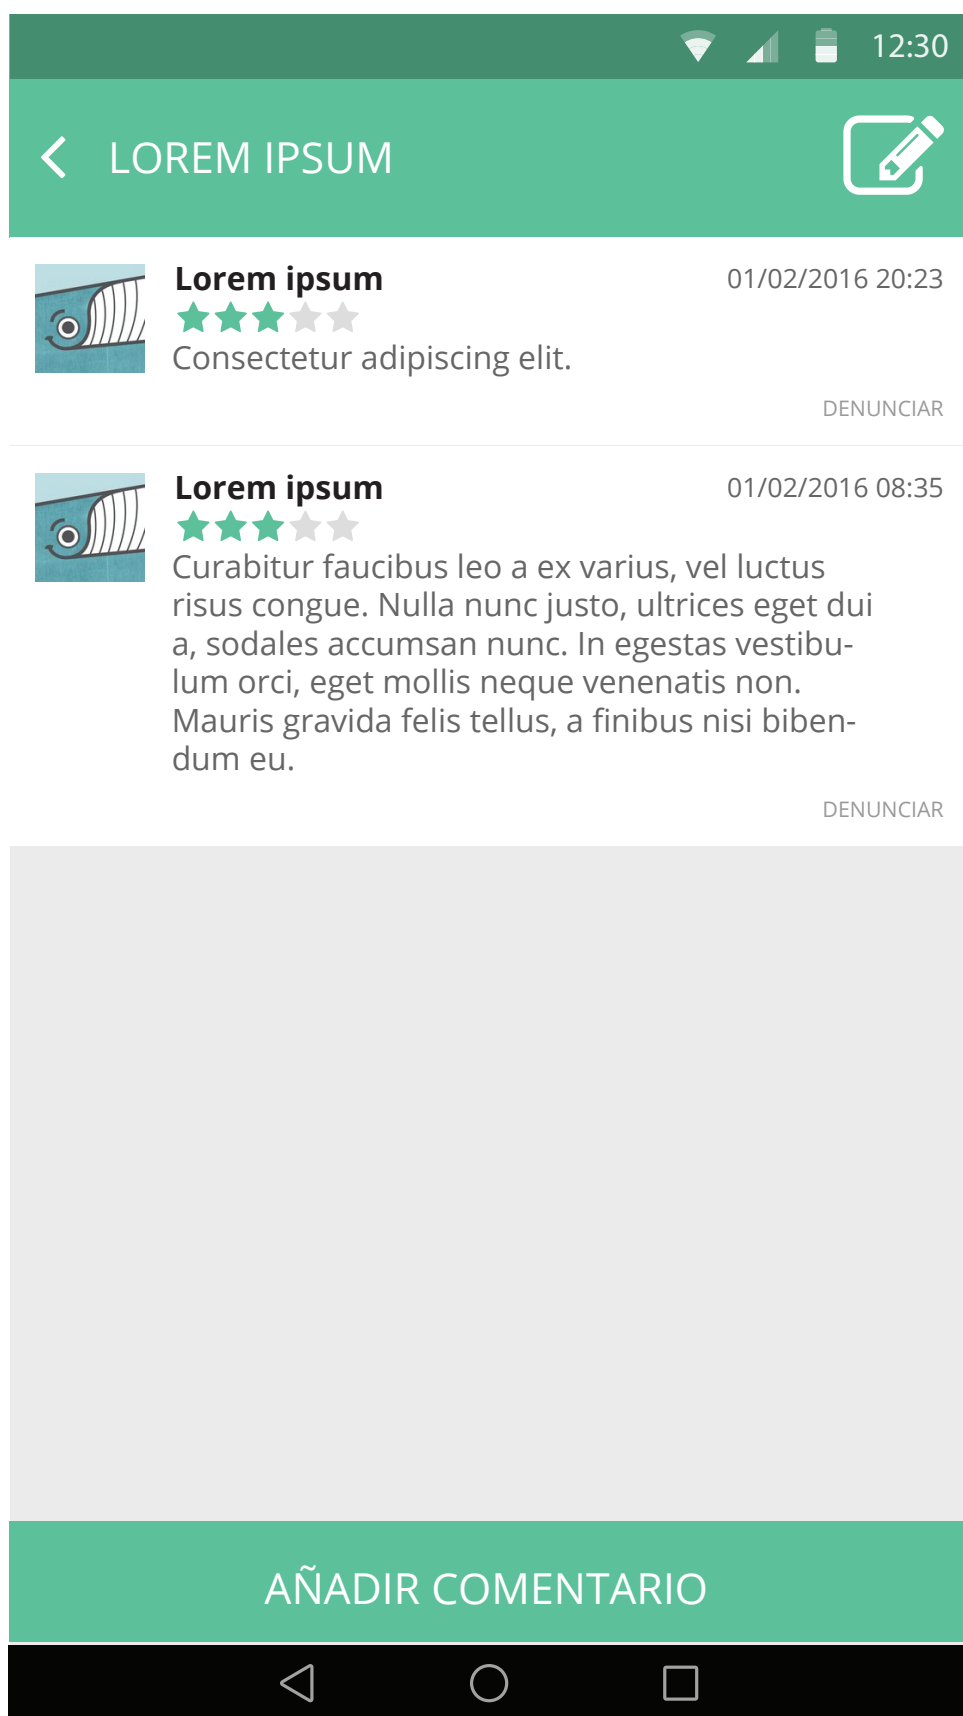 12:30
LOREM IPSUM
Lorem ipsum
01/02/2016 20:23
Consectetur adipiscing elit.
DENUNCIAR
Lorem ipsum
01/02/2016 08:35
Curabitur faucibus leo a ex varius, vel luctus
risus congue. Nulla nunc justo, ultrices eget dui
a, sodales accumsan nunc. In egestas vestibu-
lum orci, eget mollis neque venenatis non.
Mauris gravida felis tellus, a finibus nisi biben-
dum eu.
DENUNCIAR
AÑADIR COMENTARIO